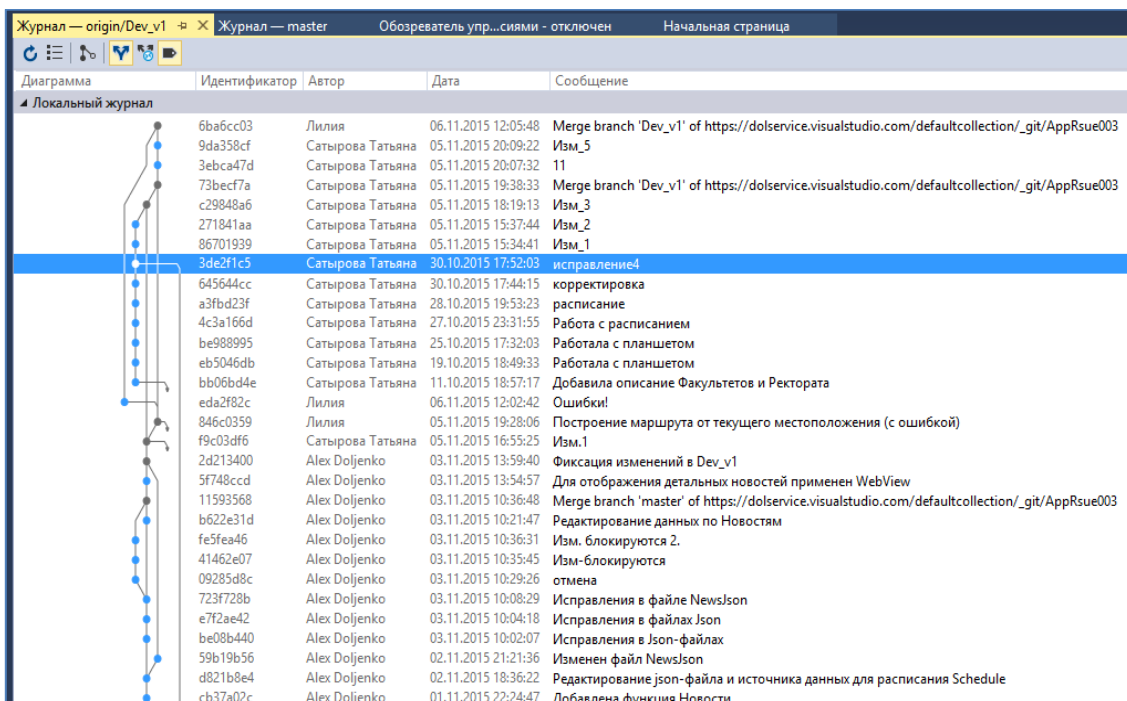 Журнал — origin/Dev_v1 Журнал — master Обозреватель упр...сиями - отключен Начальная страница
Диаграмма Идентификатор Автор Дата Сообщение
Локальный журнал
6ba6cc03 Лилия 06.11.2015 12:05:48 Merge branch 'Dev_v1' of https://dolservice.visualstudio.com/defaultcollection/_git/AppRsue003
9da358cf Сатырова Татьяна 05.11.2015 20:09:22 Изм_5
3ebca47d Сатырова Татьяна 05.11.2015 20:07:32 11
73becf7a Сатырова Татьяна 05.11.2015 19:38:33 Merge branch 'Dev_v1' of https://dolservice.visualstudio.com/defaultcollection/_git/AppRsue003
c29848a6 Сатырова Татьяна 05.11.2015 18:19:13 Изм_3
271841aa Сатырова Татьяна 05.11.2015 15:37:44 Изм_2
86701939 Сатырова Татьяна 05.11.2015 15:34:41 Изм_1
3de2f1c5 Сатырова Татьяна 30.10.2015 17:52:03 исправление4
645644cc Сатырова Татьяна 30.10.2015 17:44:15 корректировка
a3fbd23f Сатырова Татьяна 28.10.2015 19:53:23 расписание
4c3a166d Сатырова Татьяна 27.10.2015 23:31:55 Работа с расписанием
be988995 Сатырова Татьяна 25.10.2015 17:32:03 Работала с планшетом
eb5046db Сатырова Татьяна 19.10.2015 18:49:33 Работала с планшетом
bb06bd4e Сатырова Татьяна 11.10.2015 18:57:17 Добавила описание Факультетов и Ректората
eda2f82c Лилия 06.11.2015 12:02:42 Ошибки!
846c0359 Лилия 05.11.2015 19:28:06 Построение маршрута от текущего местоположения (с ошибкой)
f9c03df6 Сатырова Татьяна 05.11.2015 16:55:25 Изм.1
2d213400 Alex Doljenko 03.11.2015 13:59:40 Фиксация изменений в Dev_v1
5f748ccd Alex Doljenko 03.11.2015 13:54:57 Для отображения детальных новостей применен WebView
11593568 Alex Doljenko 03.11.2015 10:36:48 Merge branch 'master' of https://dolservice.visualstudio.com/defaultcollection/_git/AppRsue003
b622e31d Alex Doljenko 03.11.2015 10:21:47 Редактирование данных по Новостям
fe5fea46 Alex Doljenko 03.11.2015 10:36:31 Изм. блокируются 2.
41462e07 Alex Doljenko 03.11.2015 10:35:45 Изм-блокируются
09285d8c Alex Doljenko 03.11.2015 10:29:26 отмена
723f728b Alex Doljenko 03.11.2015 10:08:29 Исправления в файле NewsJson
e7f2ae42 Alex Doljenko 03.11.2015 10:04:18 Исправления в файлах Json
be08b440 Alex Doljenko 03.11.2015 10:02:07 Исправления в Json-файлах
59b19b56 Alex Doljenko 02.11.2015 21:21:36 Изменен файл NewsJson
d821b8e4 Alex Doljenko 02.11.2015 18:36:22 Редактирование json-файла и источника данных для расписания Schedule
cb37a02c Alex Doljenko 01.11.2015 22:24:47 Добавлена функция Новости